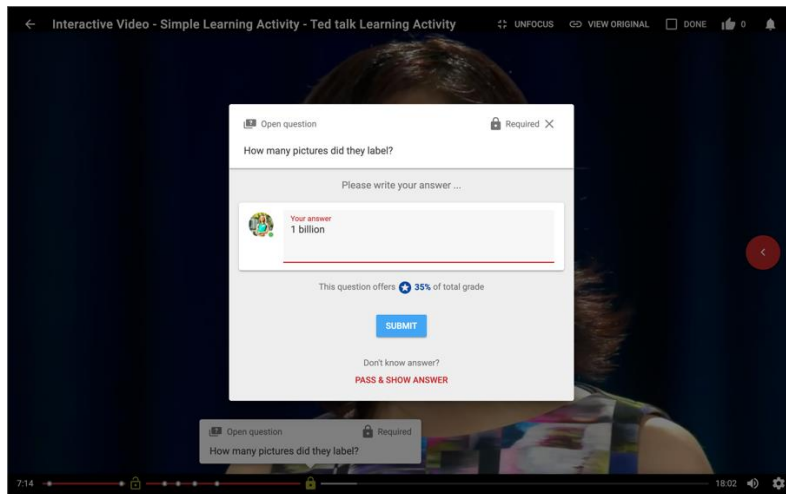 Interactive Video - Simple Learning Activity - Ted talk Learning Activity
UNFOCUS
VIEW ORIGINAL
DONE
0
Open question
Required
How many pictures did they label?
Please write your answer ...
Your answer
1 billion
This question offers 35% of total grade
SUBMIT
Don't know answer?
PASS & SHOW ANSWER
Open question
Required
How many pictures did they label?
7:14
18:02